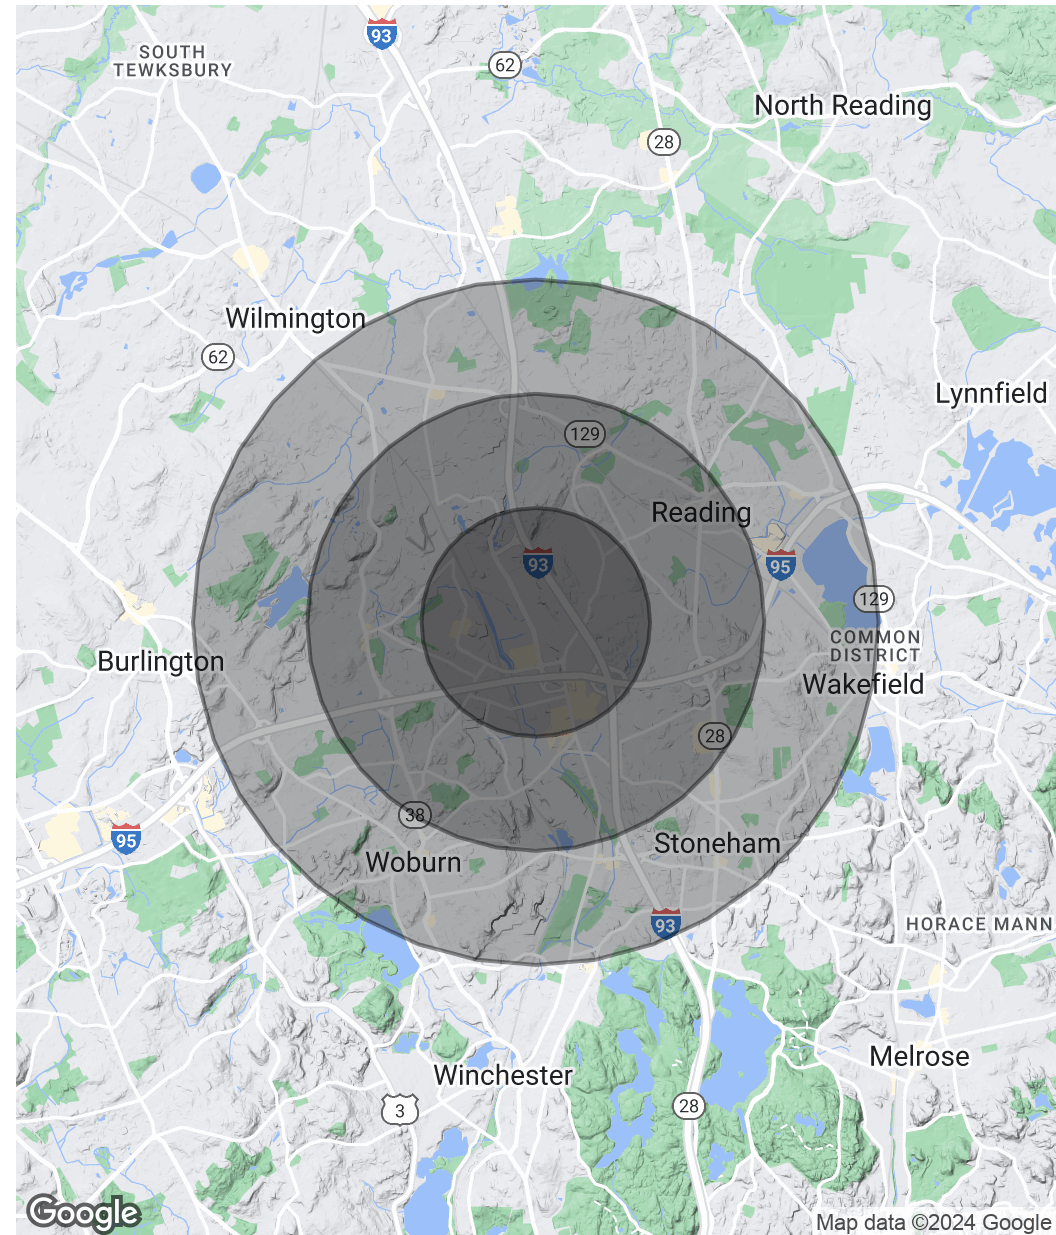 93
SOUTH
TEWKSBURY
62
North Reading
28
Wilmington
62
Lynnfield
129
Reading
93
95
129
COMMON
DISTRICT
Burlington
Wakefield
28
38
95
Stoneham
Woburn
93
HORACE MANN
Melrose
Winchester
3
28
Google
Map data ©2024 Google